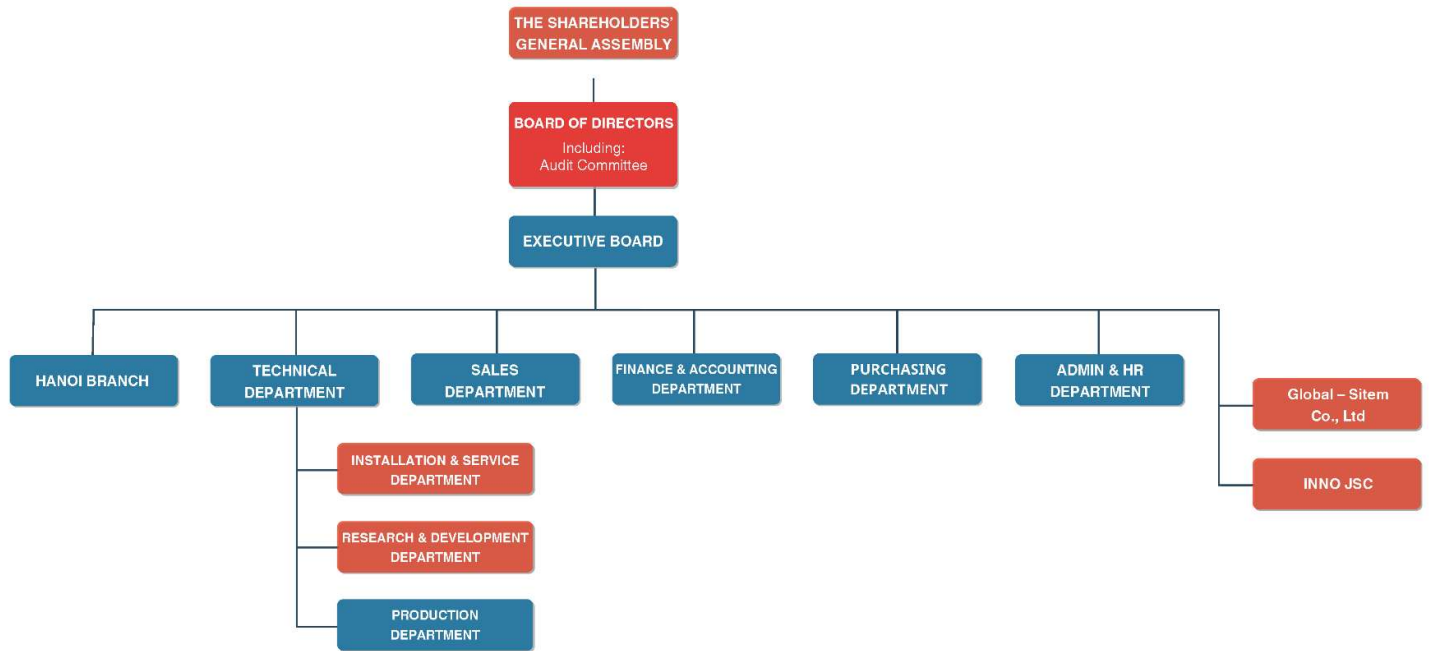 THE SHAREHOLDERS'
GENERAL ASSEMBLY
BOARD OF DIRECTORS
Including:
Audit Committee
EXECUTIVE BOARD
HANOI BRANCH
TECHNICAL
DEPARTMENT
SALES
DEPARTMENT
FINANCE & ACCOUNTING
DEPARTMENT
PURCHASING
DEPARTMENT
ADMIN & HR
DEPARTMENT
Global – Sitem
Co., Ltd
INNO JSC
INSTALLATION & SERVICE
DEPARTMENT
RESEARCH & DEVELOPMENT
DEPARTMENT
PRODUCTION
DEPARTMENT